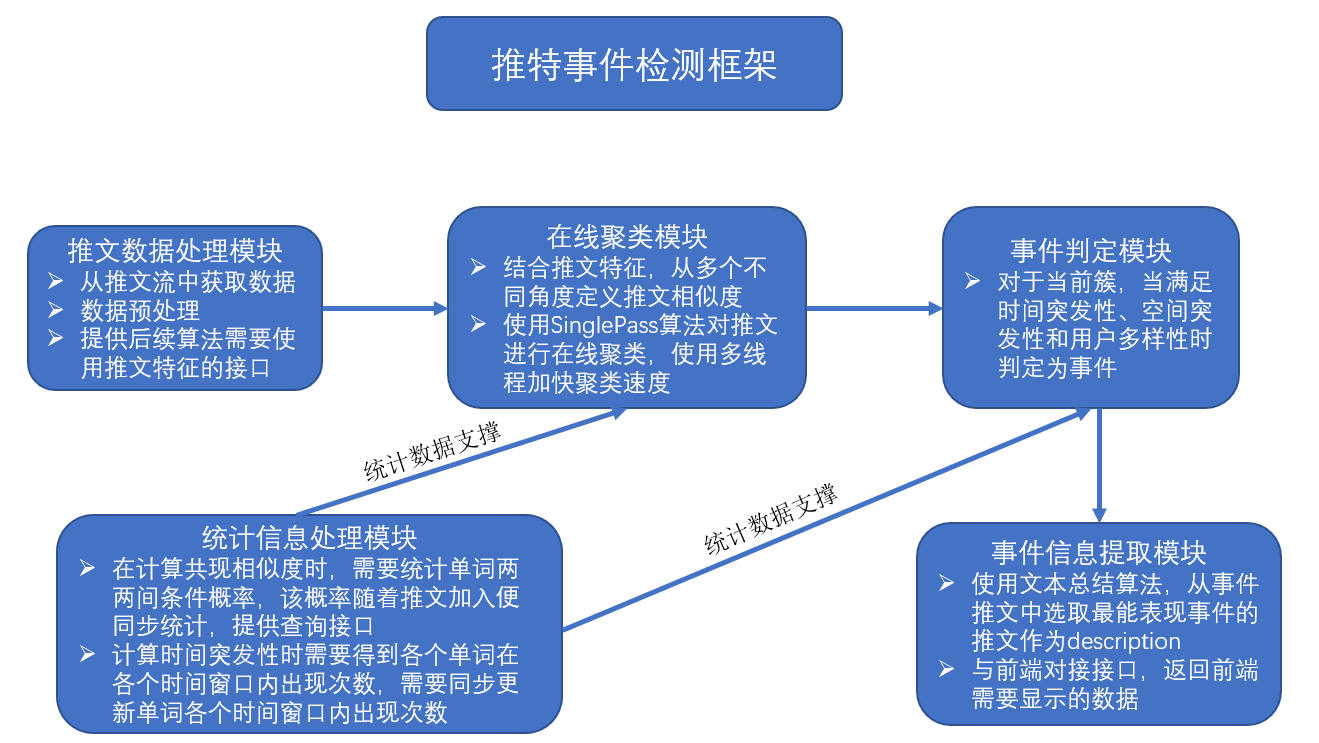 推特事件检测框架
推文数据处理模块
➢ 从推文流中获取数据
➢ 数据预处理
➢ 提供后续算法需要使
用推文特征的接口
在线聚类模块
➢ 结合推文特征，从多个不
同角度定义推文相似度
➢ 使用SinglePass算法对推文
进行在线聚类，使用多线
程加快聚类速度
事件判定模块
➢ 对于当前簇，当满足
时间突发性、空间突
发性和用户多样性时
判定为事件
统计数据支撑
统计数据支撑
统计信息处理模块
➢ 在计算共现相似度时，需要统计单词两
两间条件概率，该概率随着推文加入便
同步统计，提供查询接口
➢ 计算时间突发性时需要得到各个单词在
各个时间窗口内出现次数，需要同步更
新单词各个时间窗口内出现次数
事件信息提取模块
➢ 使用文本总结算法，从事件
推文中选取最能表现事件的
推文作为description
➢ 与前端对接接口，返回前端
需要显示的数据